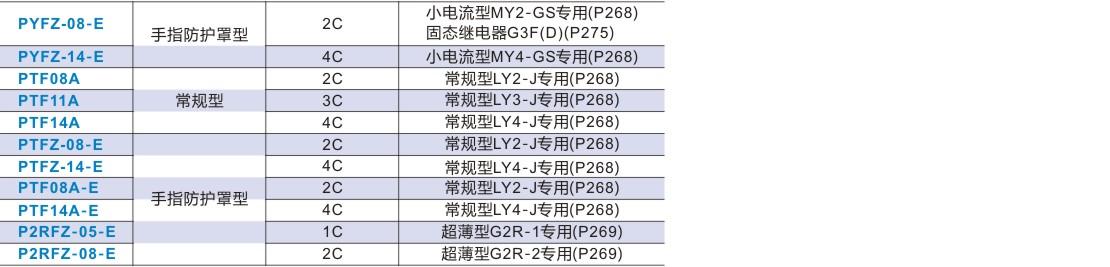 PYFZ-08-E 手指防护罩型 2C 小电流型MY2-GS专用(P268)
固态继电器G3F(D)(P275)
PYFZ-14-E 4C 小电流型MY4-GS专用(P268)
PTF08A 常规型 2C 常规型LY2-J专用(P268)
PTF11A 3C 常规型LY3-J专用(P268)
PTF14A 4C 常规型LY4-J专用(P268)
PTFZ-08-E 手指防护罩型 2C 常规型LY2-J专用(P268)
PTFZ-14-E 4C 常规型LY4-J专用(P268)
PTF08A-E 2C 常规型LY2-J专用(P268)
PTF14A-E 4C 常规型LY4-J专用(P268)
P2RFZ-05-E 1C 超薄型G2R-1专用(P269)
P2RFZ-08-E 2C 超薄型G2R-2专用(P269)